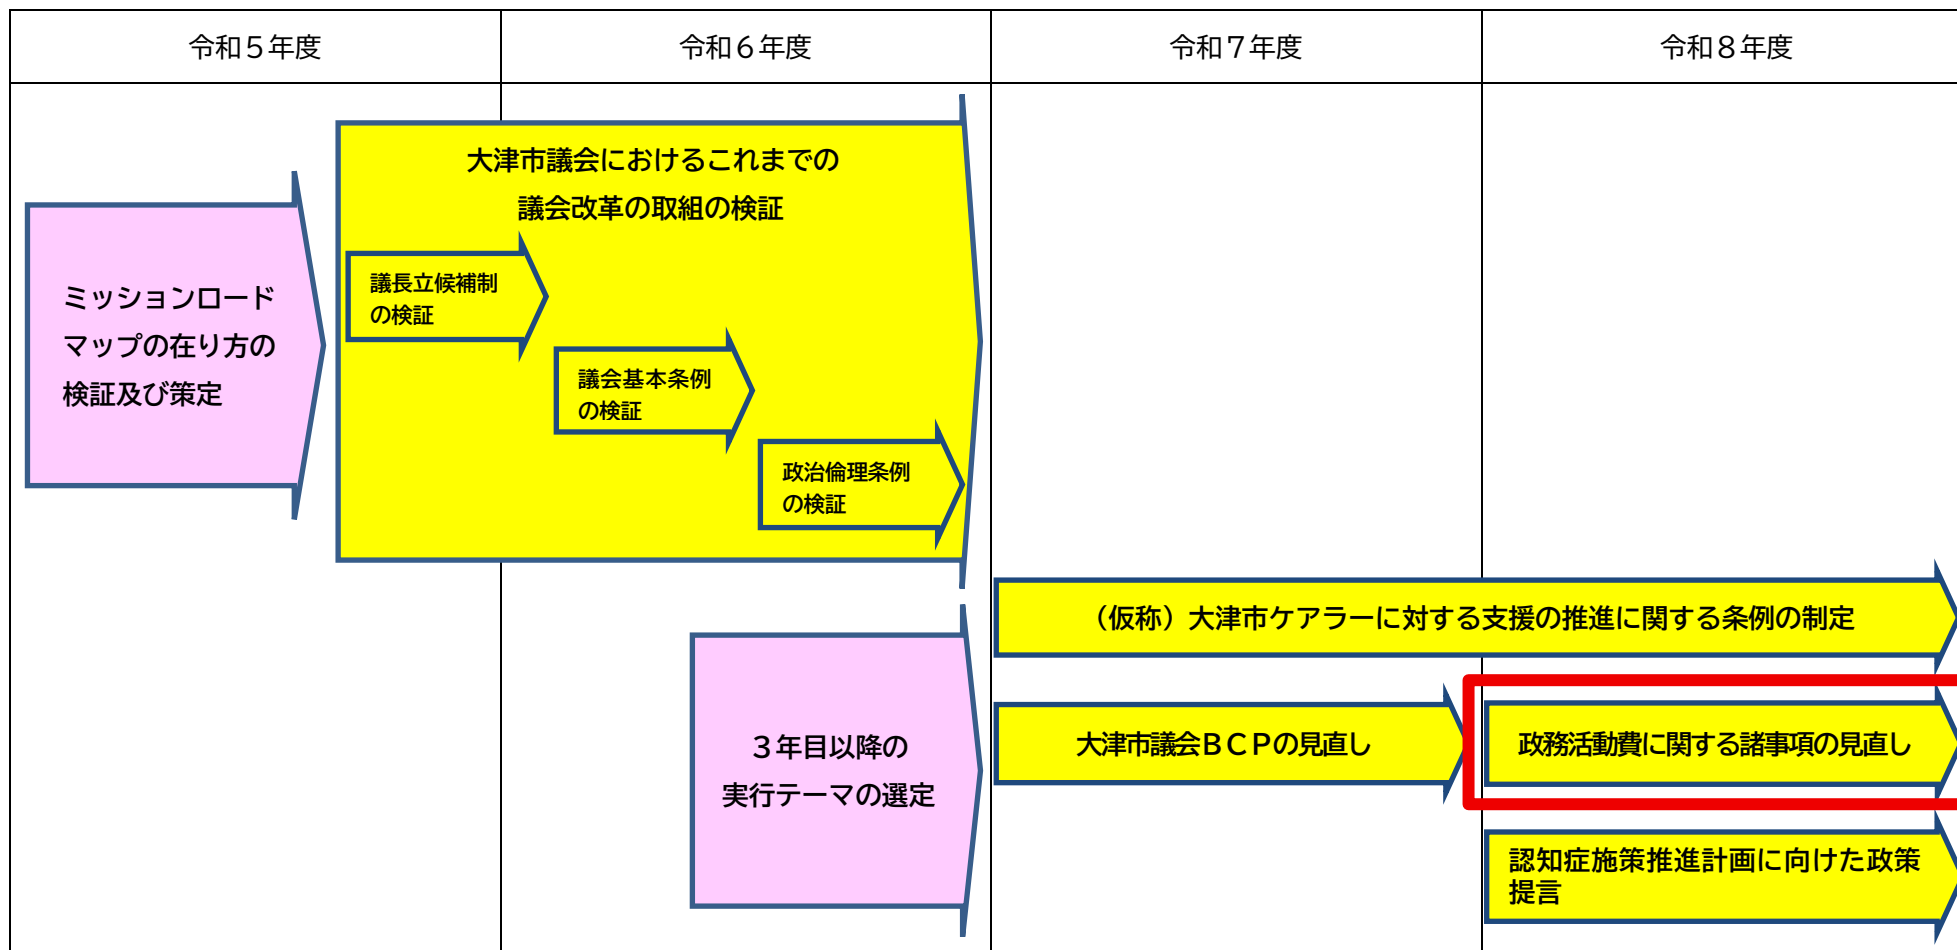 令和５年度
令和６年度
令和７年度
令和８年度
大津市議会におけるこれまでの
議会改革の取組の検証
ミッションロード
マップの在り方の
検証及び策定
議長立候補制
の検証
議会基本条例
の検証
政治倫理条例
の検証
（仮称）大津市ケアラーに対する支援の推進に関する条例の制定
３年目以降の
実行テーマの選定
大津市議会ＢＣＰの見直し
政務活動費に関する諸事項の見直し
認知症施策推進計画に向けた政策
提言